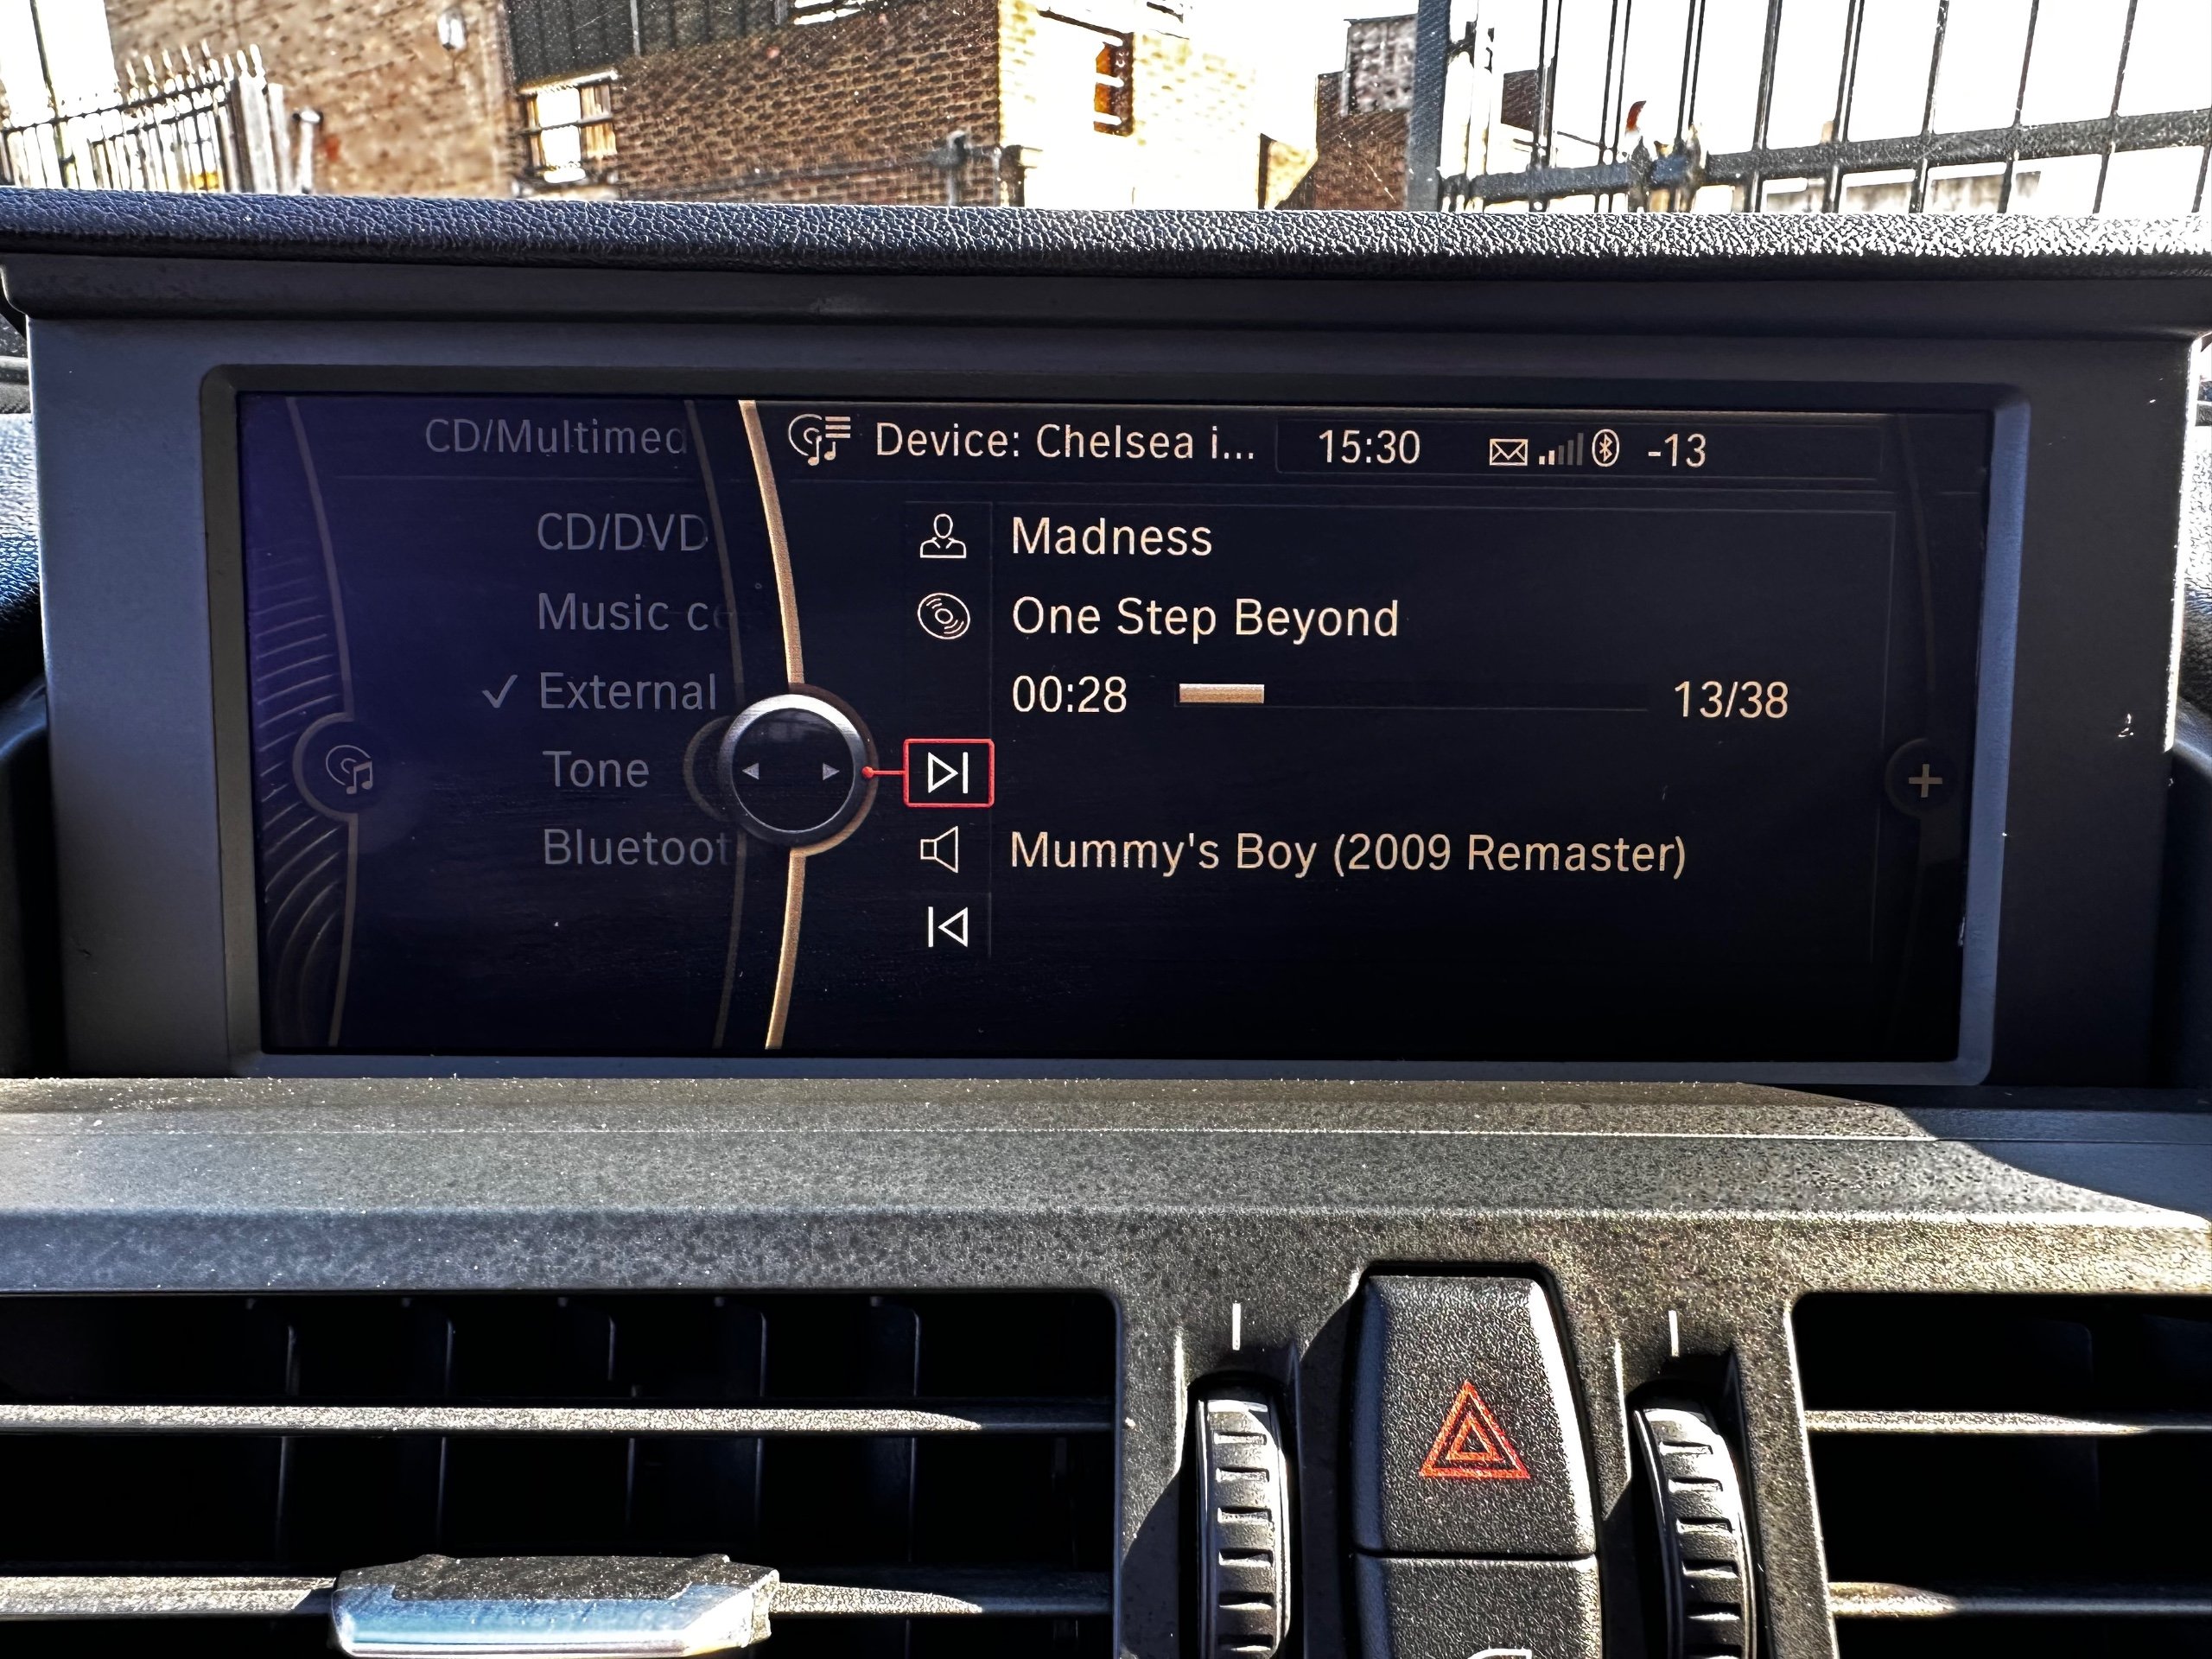 CD/Multimed
Device: Chelsea i...
15:30
-13
CD/DVD
Music c
✓ External
Tone
Bluetoot
Madness
One Step Beyond
00:28
13/38
Mummy's Boy (2009 Remaster)